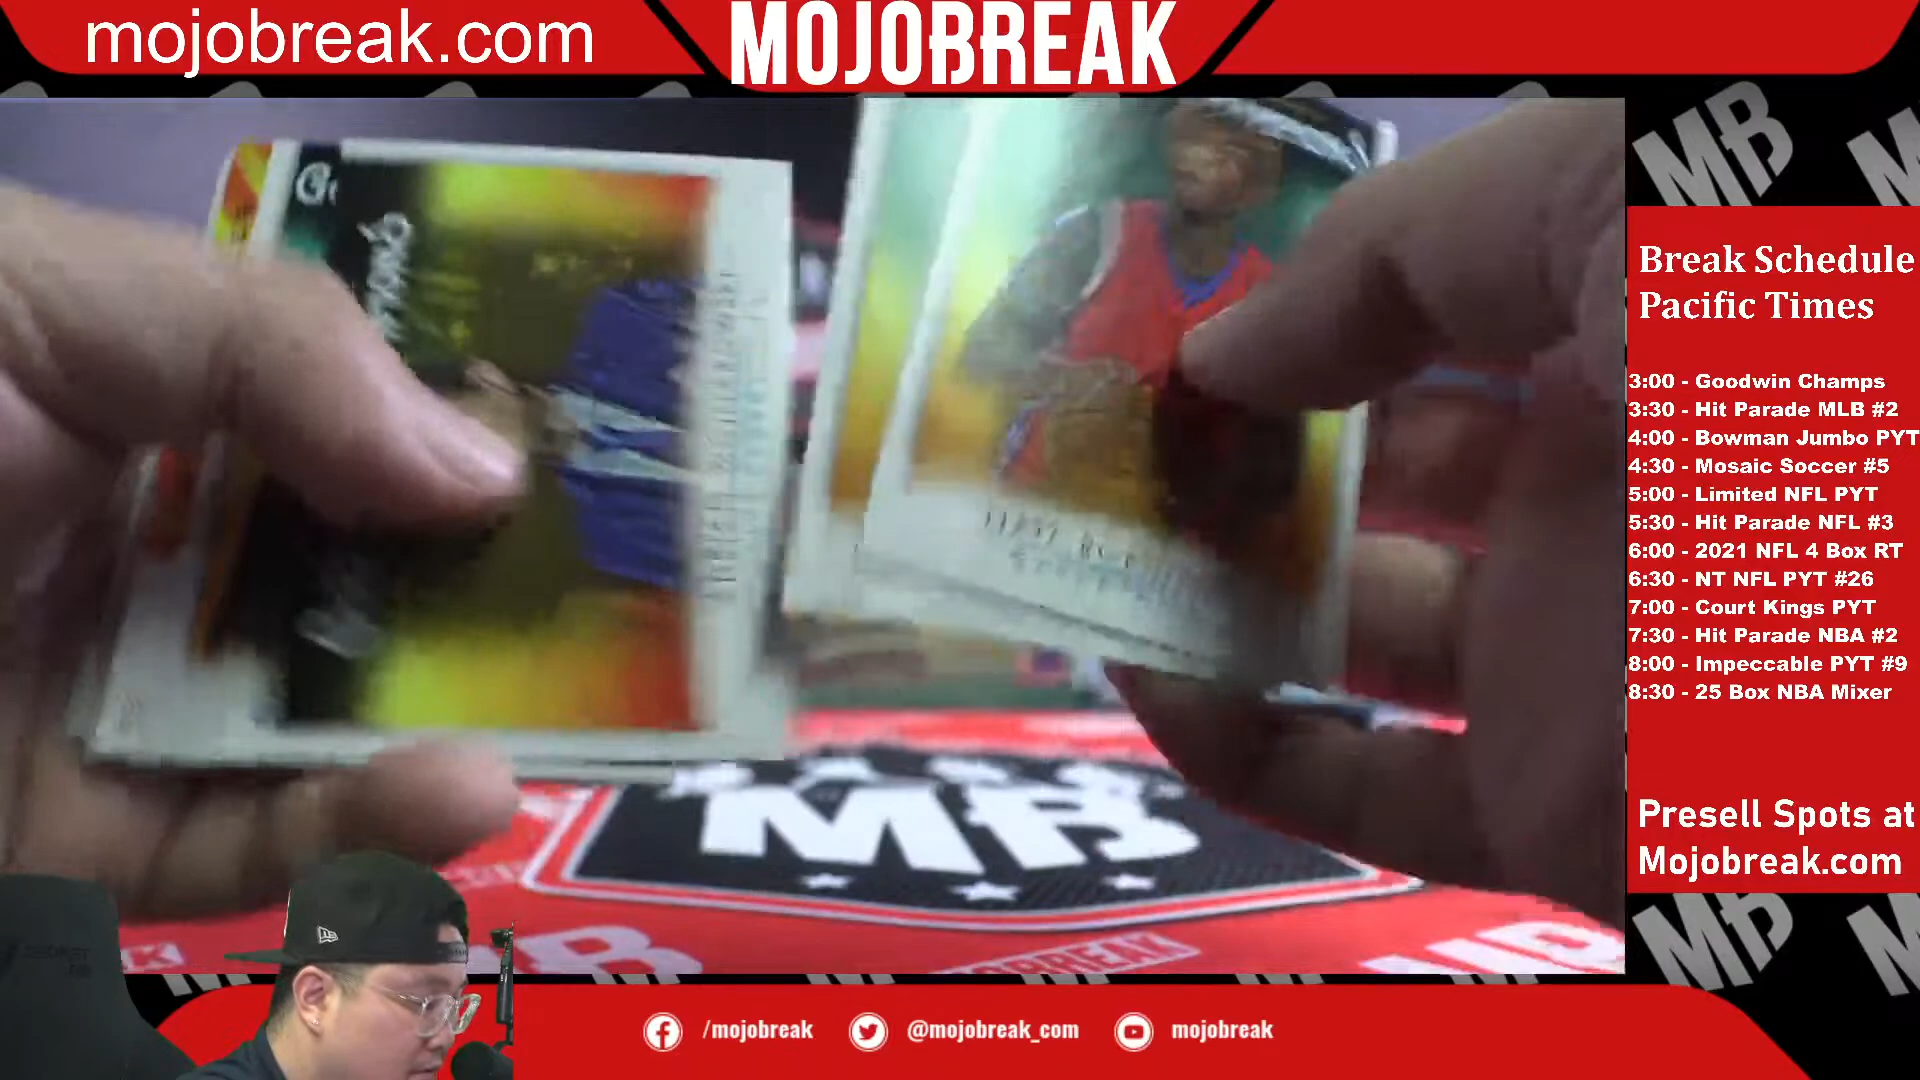 mojobreak.com
MOJOBREAK
Break Schedule
Pacific Times
3:00 - Goodwin Champs
3:30 - Hit Parade MLB #2
4:00 - Bowman Jumbo PYT
4:30 - Mosaic Soccer #5
5:00 - Limited NFL PYT
5:30 - Hit Parade NFL #3
6:00 - 2021 NFL 4 Box RT
6:30 - NT NFL PYT #26
7:00 - Court Kings PYT
7:30 - Hit Parade NBA #2
8:00 - Impeccable PYT #9
8:30 - 25 Box NBA Mixer
Presell Spots at
Mojobreak.com
MB
MB
MB
/mojobreak
@mojobreak_com
mojobreak